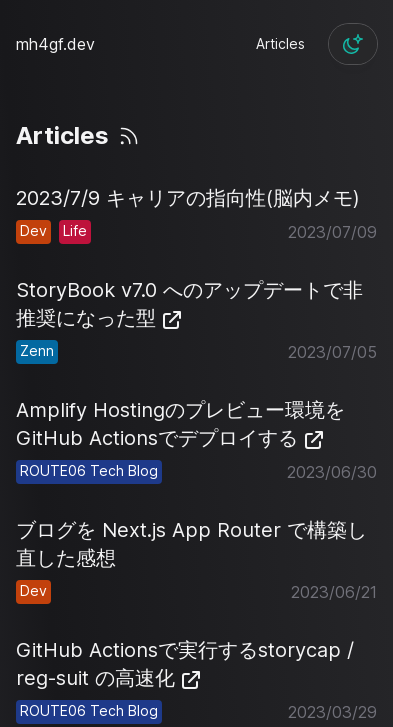 mh4gf.dev
Articles
Articles
2023/7/9 キャリアの指向性(脳内メモ)
Dev Life 2023/07/09
StoryBook v7.0 へのアップデートで非
推奨になった型
Zenn 2023/07/05
Amplify Hostingのプレビュー環境を
GitHub Actionsでデプロイする
ROUTE06 Tech Blog 2023/06/30
ブログを Next.js App Router で構築し
直した感想
Dev 2023/06/21
GitHub Actionsで実行するstorycap /
reg-suit の高速化
ROUTE06 Tech Blog 2023/03/29